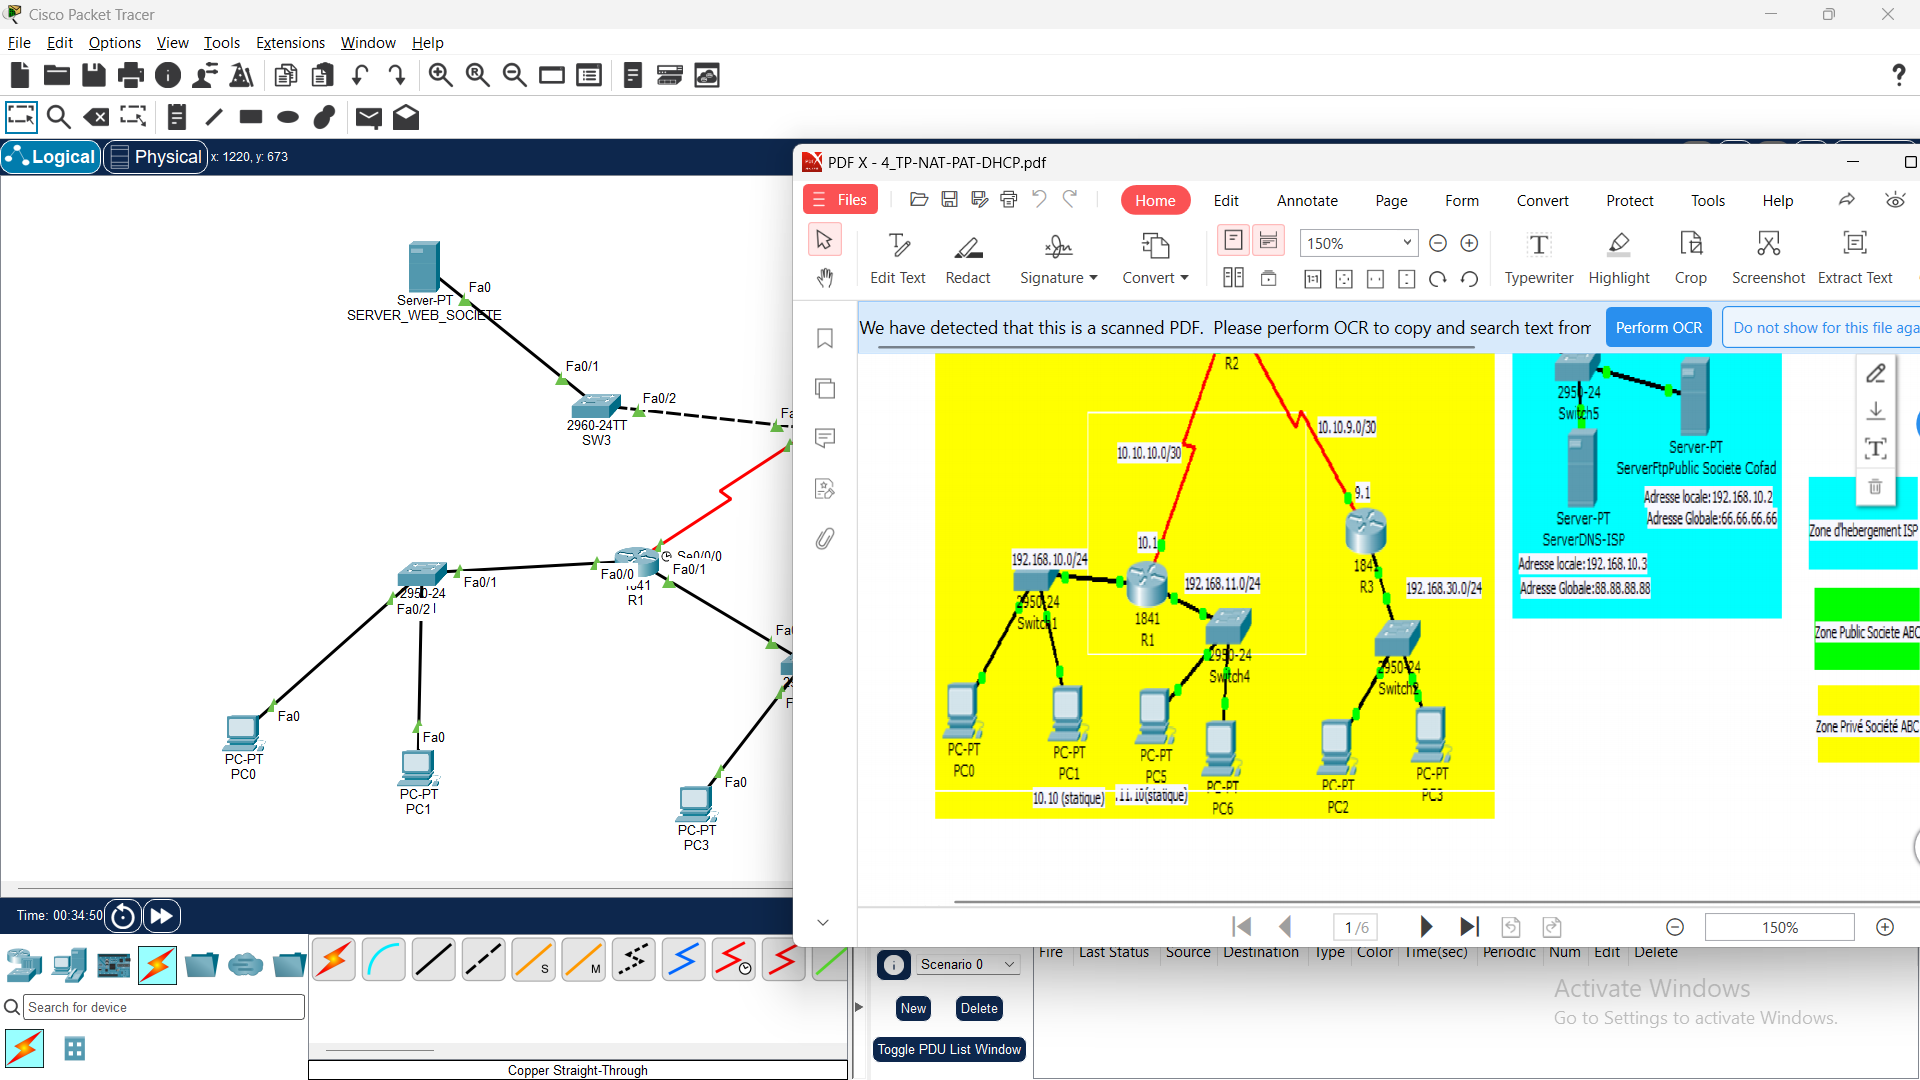 Cisco Packet Tracer
File Edit Options View Tools Extensions Window Help
Logical
Physical
x: 1220, y: 673
Server-PT
SERVER_WEB_SOCIETE
Fa0
Fa0/1
Fa0/2
2960-24TT
SW3
Fa
Se0/0/0
Fa0/1
Fa0/0
1841
R1
Fa0/1
2950-24
Fa0/2
Fa
Fa0
PC-PT
PC0
Fa0
PC-PT
PC1
Fa0
PC-PT
PC3
Time: 00:34:50
Search for device
Copper Straight-Through
PDF X - 4_TP-NAT-PAT-DHCP.pdf
Files
Home Edit Annotate Page Form Convert Protect Tools Help
Edit Text Redact Signature Convert
150%
Typewriter Highlight Crop Screenshot Extract Text
We have detected that this is a scanned PDF. Please perform OCR to copy and search text from
Perform OCR
Do not show for this file aga
R2
10.10.10.0/30
10.10.9.0/30
9.1
10.1
192.168.10.0/24
192.168.11.0/24
192.168.30.0/24
1841
R3
2950-24
Switch1
1841
R1
2950-24
Switch4
2950-24
Switch2
PC-PT
PC0
PC-PT
PC1
PC-PT
PC5
PC-PT
PC6
PC-PT
PC2
PC-PT
PC3
10.10 (statique)
.11.10(statique)
2950-24
Switch5
Server-PT
ServerFtpPublic Societe Cofad
Adresse locale:192.168.10.2
Adresse Globale:66.66.66.66
Server-PT
ServerDNS-ISP
Adresse locale:192.168.10.3
Adresse Globale:88.88.88.88
Zone d'hebergement ISP
Zone Public Societe ABC
Zone Privé Société ABC
1/6
150%
Scenario 0
New
Delete
Toggle PDU List Window
Fire Last Status Source Destination Type Color Time(sec) Periodic Num Edit Delete
Activate Windows
Go to Settings to activate Windows.